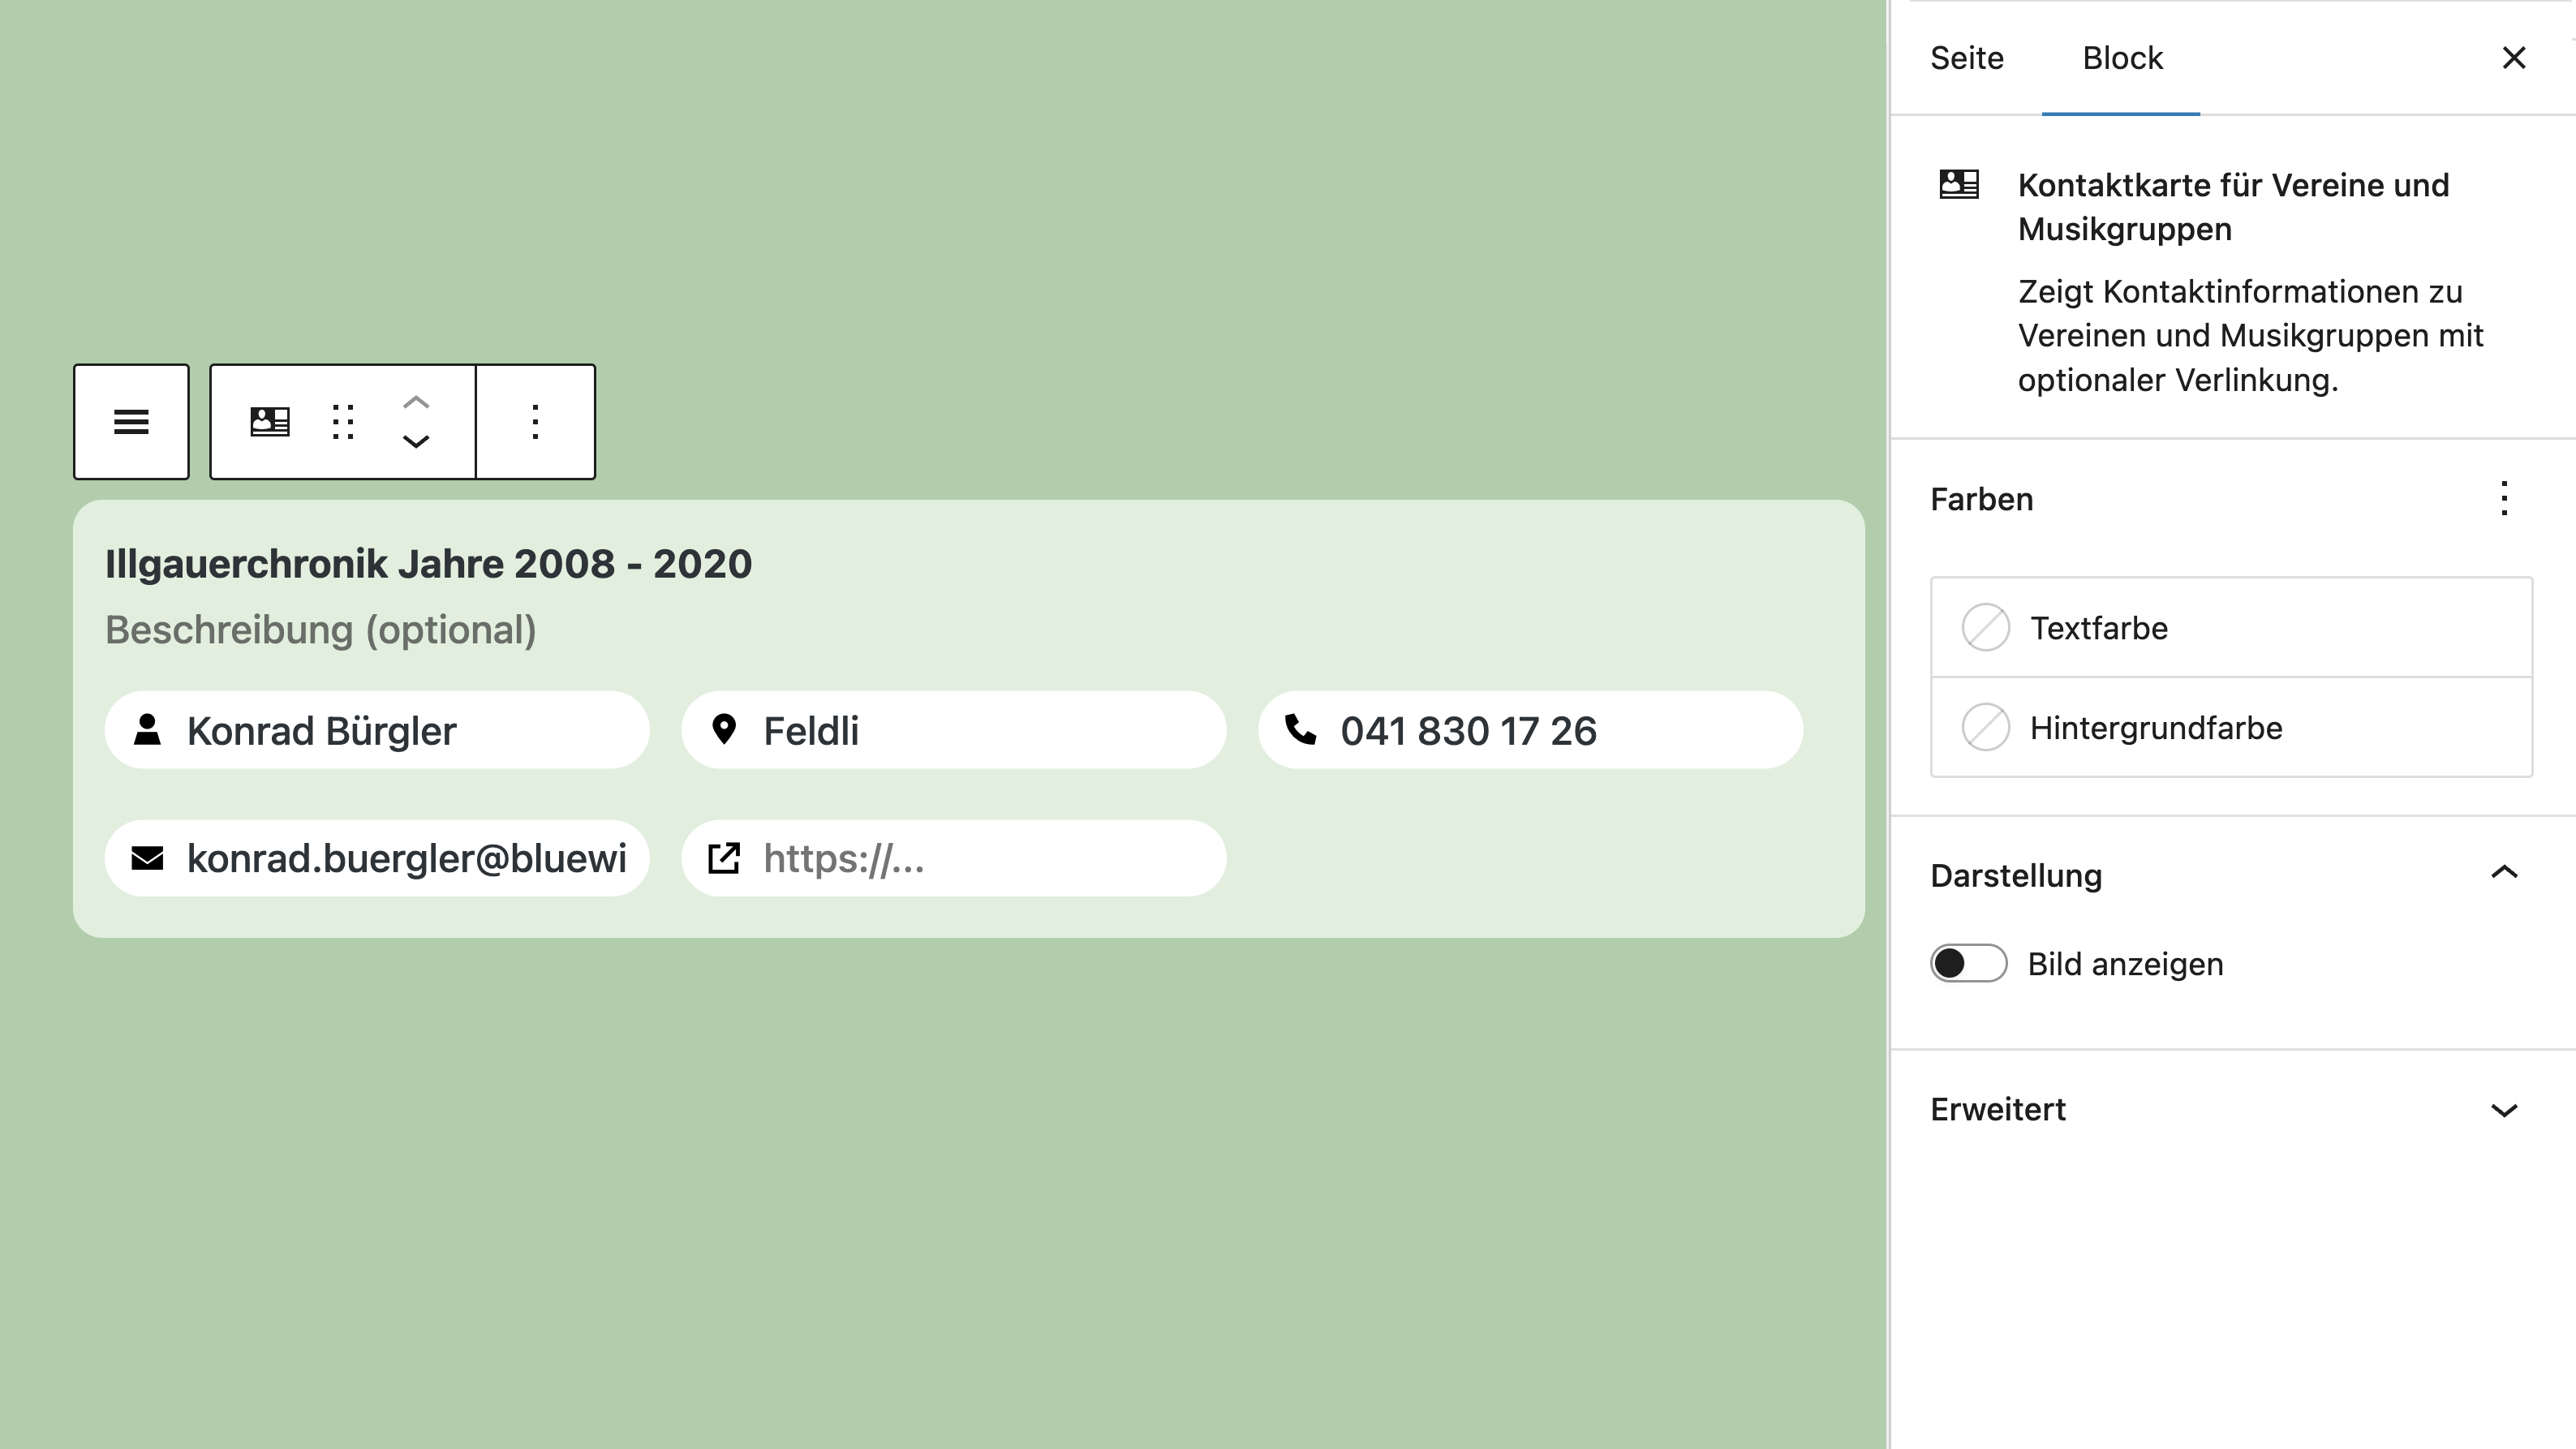 Seite
Block
Kontaktkarte für Vereine und
Musikgruppen
Zeigt Kontaktinformationen zu
Vereinen und Musikgruppen mit
optionaler Verlinkung.
Farben
Textfarbe
Hintergrundfarbe
Darstellung
Bild anzeigen
Erweitert
Illgauerchronik Jahre 2008 - 2020
Beschreibung (optional)
Konrad Bürgler
Feldli
041 830 17 26
konrad.buergler@bluewi
https://...